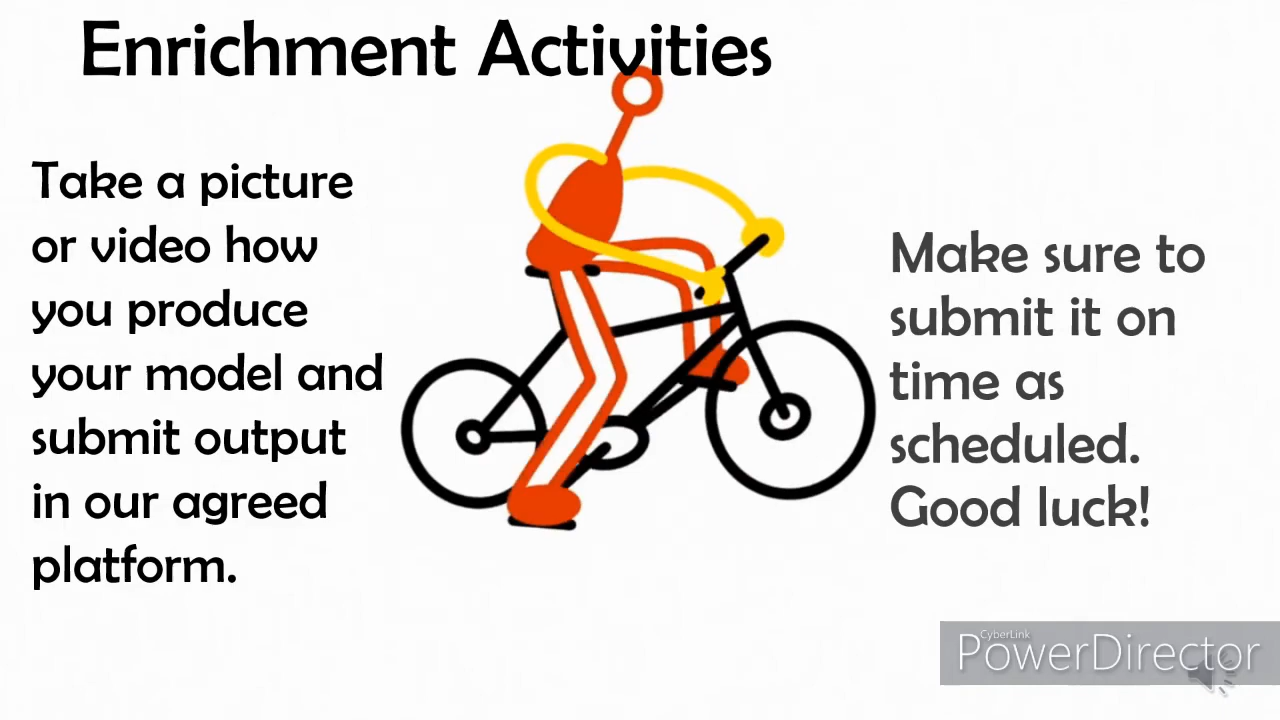 Enrichment Activities
Take a picture
or video how
you produce
your model and
submit output
in our agreed
platform.
Make sure to
submit it on
time as
scheduled.
Good luck!
CyberLink
PowerDirector